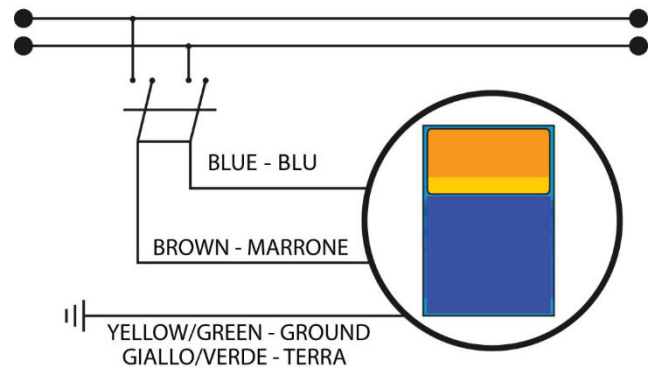 BLUE - BLU
BROWN - MARRONE
YELLOW/GREEN - GROUND
GIALLO/VERDE - TERRA